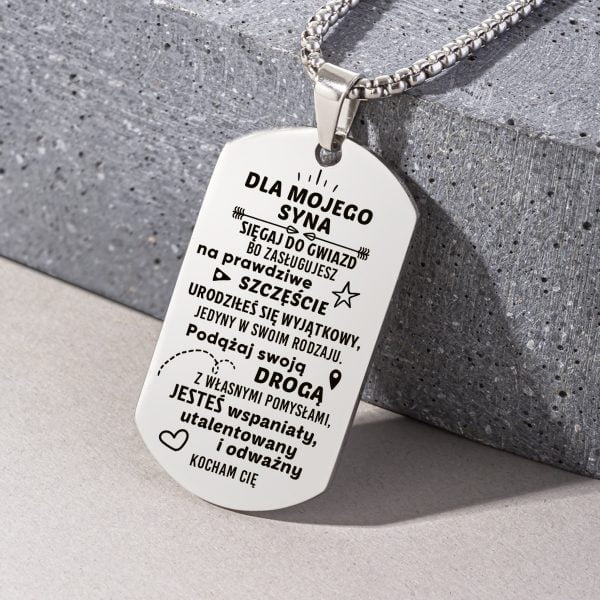 DLA MOJEGO
SYNA
SIĘGAJ DO GWIAZD
BO ZASŁUGUJESZ
na prawdziwe
SZCZĘŚCIE
URODZIŁEŚ SIĘ WYJĄTKOWY,
JEDYNY W SWOIM RODZAJU.
Podążaj swoją
DROGĄ
Z WŁASNYMI POMYSŁAMI,
JESTEŚ wspaniały,
utalentowany
i odważny
KOCHAM CIĘ